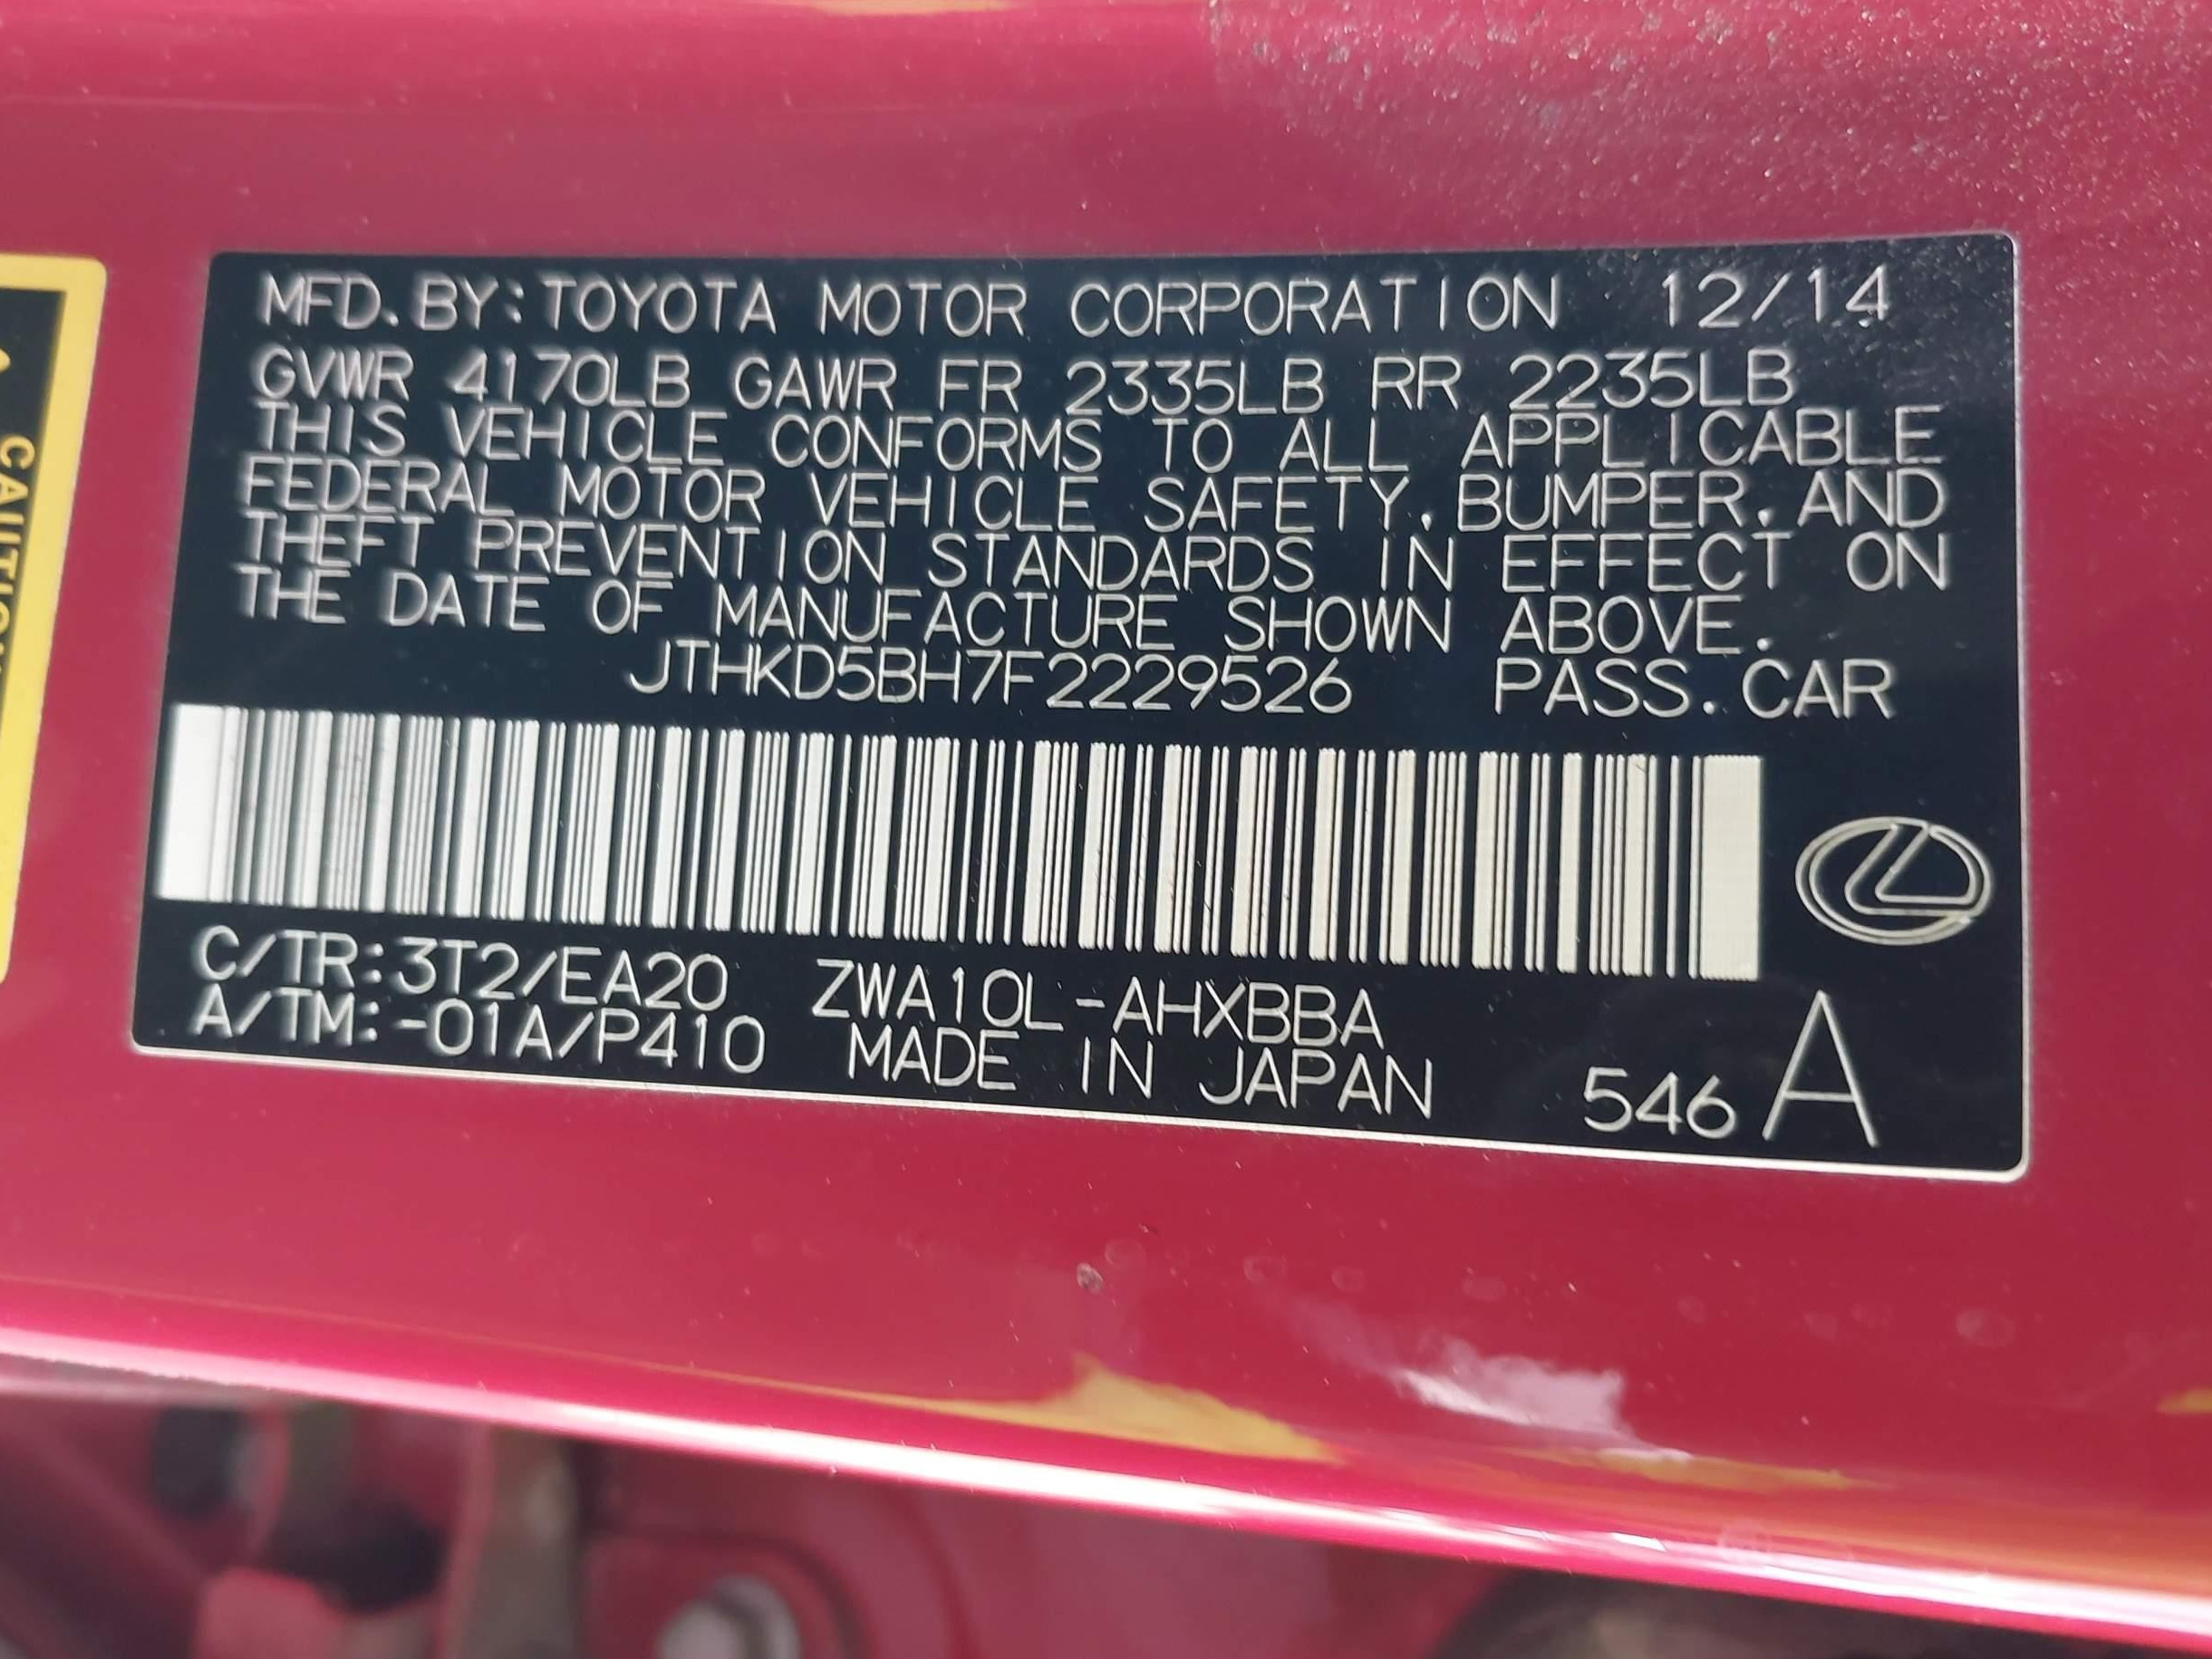 MFD. BY: TOYOTA MOTOR CORPORATION 12/14
GVWR 4170LB GAWR FR 2335LB RR 2235LB
THIS VEHICLE CONFORMS TO ALL APPLICABLE
FEDERAL MOTOR VEHICLE SAFETY, BUMPER, AND
THEFT PREVENTION STANDARDS IN EFFECT ON
THE DATE OF MANUFACTURE SHOWN ABOVE.
JTHKD5BH7F2229526 PASS. CAR
C/TR: 3T2/EA20 ZWA10L-AHXBBA
A/TM: -01A/P410 MADE IN JAPAN 546 A
CAUTION